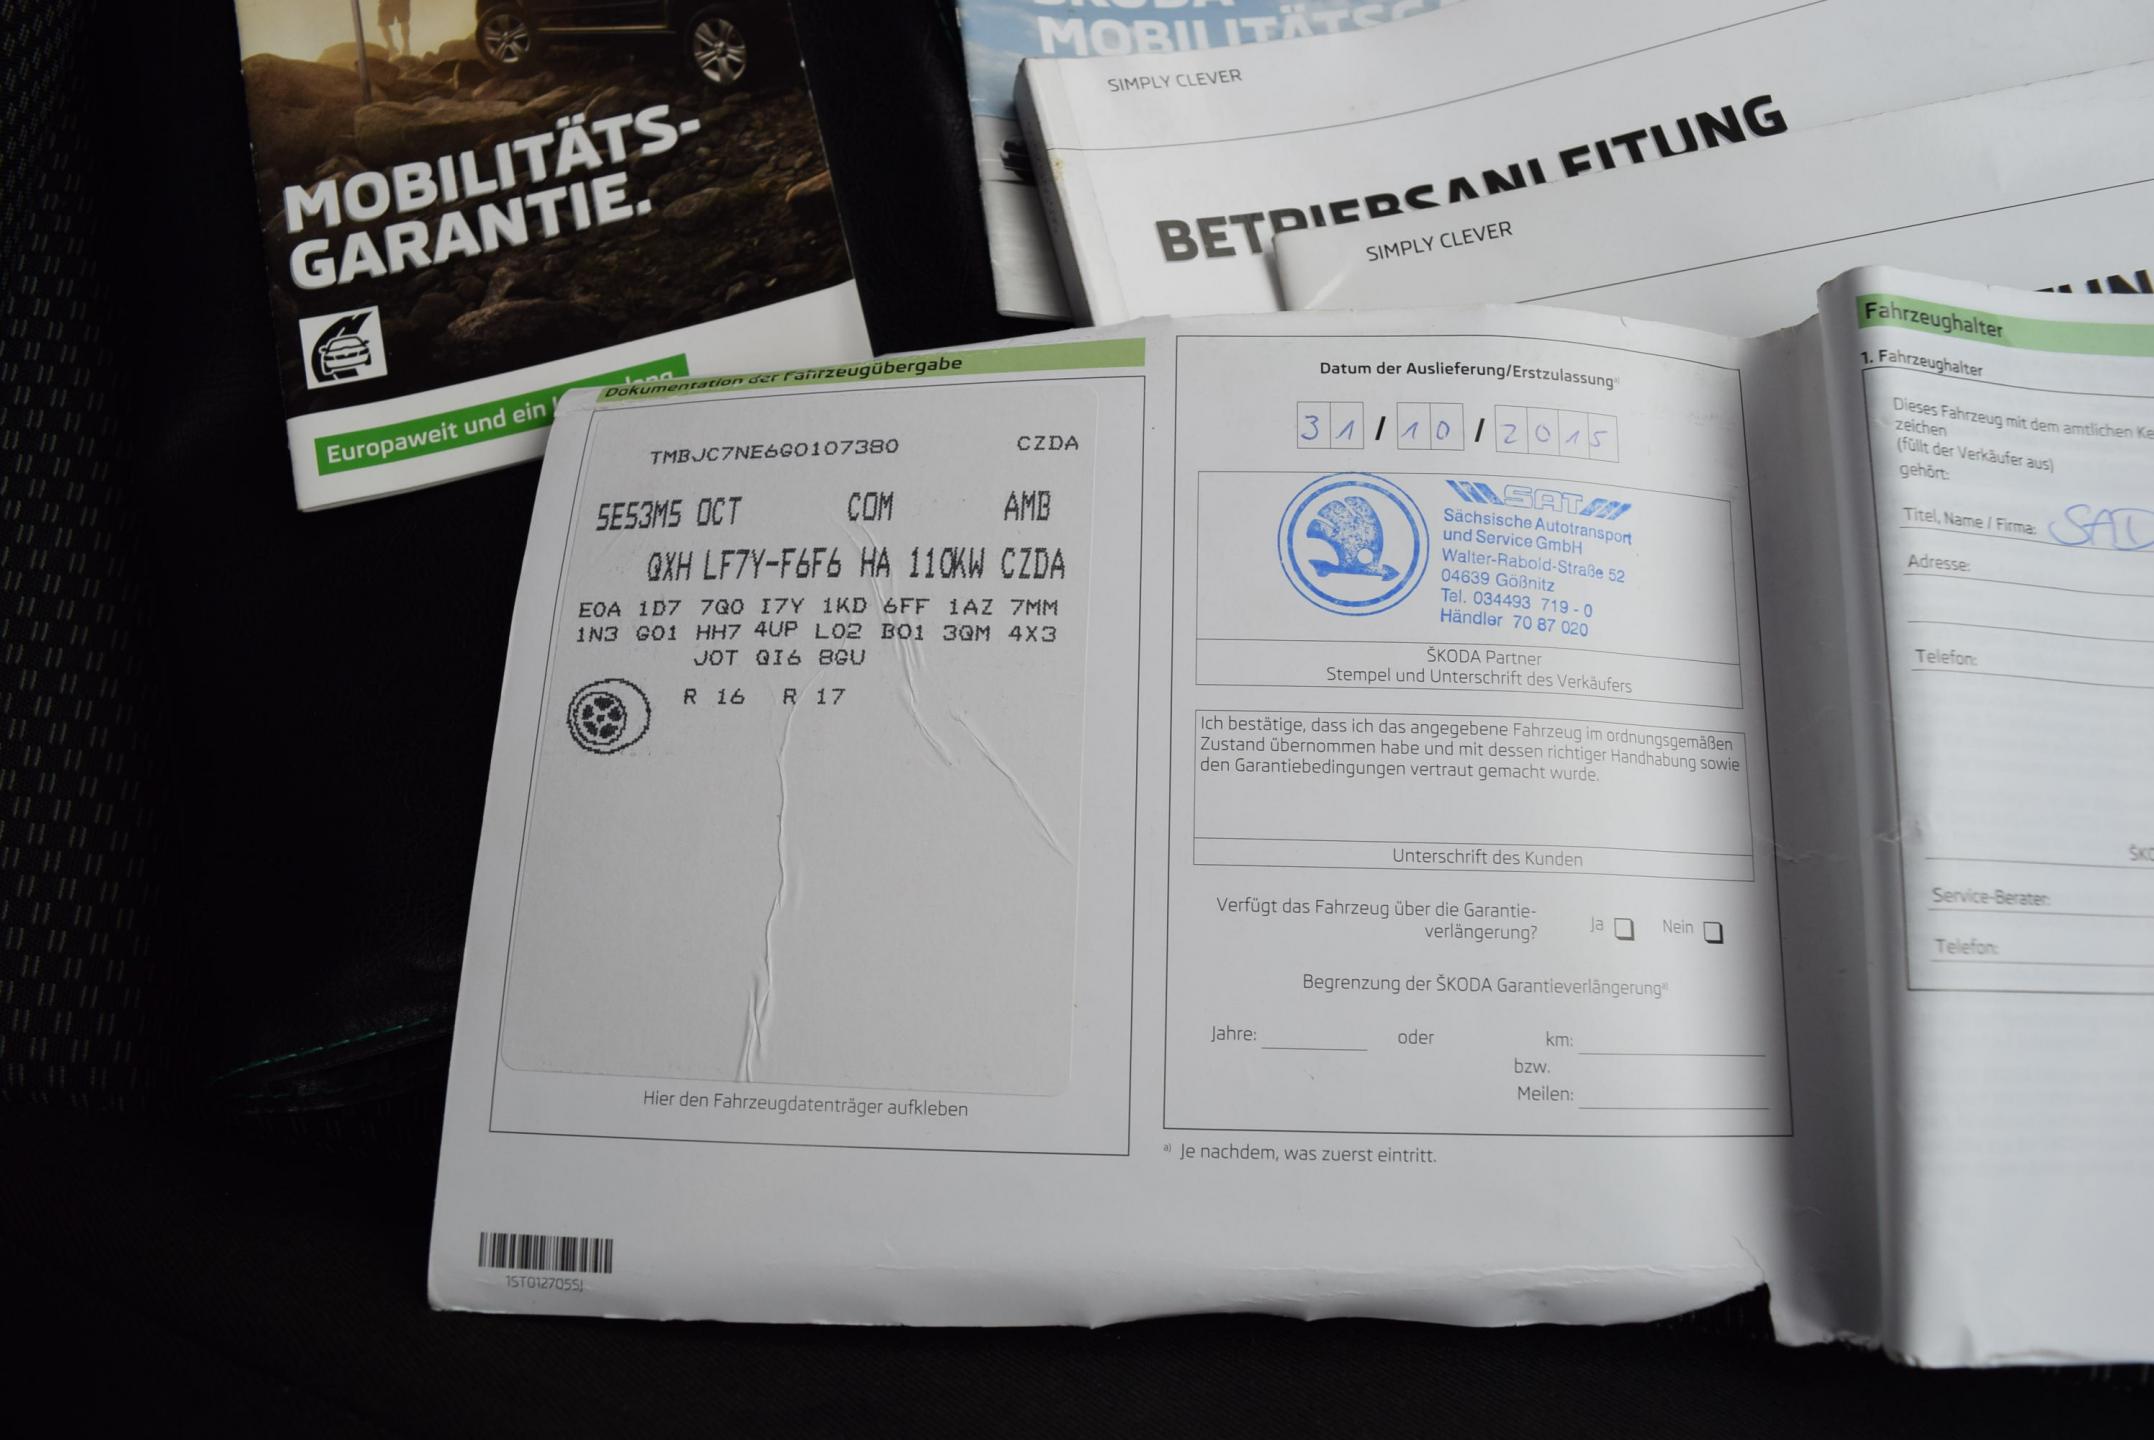 MOBILITÄTS-
GARANTIE.
Europaweit und ein
MOBILITÄTSGA
SIMPLY CLEVER
BETRIEBSANLEITUNG
SIMPLY CLEVER
Dokumentation der Fahrzeugübergabe
TMBJC7NE6G0107380 CZDA
5E53M5 OCT COM AMB
QXH LF7Y-F6F6 HA 110KW CZDA
E0A 1D7 7Q0 I7Y 1KD 6FF 1AZ 7MM
1N3 G01 HH7 4UP L02 B01 3QM 4X3
J0T QI6 8GU
R 16 R 17
Hier den Fahrzeugdatenträger aufkleben
1ST012705SJ
Datum der Auslieferung/Erstzulassung a)
31 / 10 / 2015
SAT
Sächsische Autotransport
und Service GmbH
Walter-Rabold-Straße 52
04639 Gößnitz
Tel. 034493 719 - 0
Händler 70 87 020
ŠKODA Partner
Stempel und Unterschrift des Verkäufers
Ich bestätige, dass ich das angegebene Fahrzeug im ordnungsgemäßen
Zustand übernommen habe und mit dessen richtiger Handhabung sowie
den Garantiebedingungen vertraut gemacht wurde.
Unterschrift des Kunden
Verfügt das Fahrzeug über die Garantie-
verlängerung? Ja Nein
Begrenzung der ŠKODA Garantieverlängerung a)
Jahre: oder km:
bzw.
Meilen:
a) Je nachdem, was zuerst eintritt.
Fahrzeughalter
1. Fahrzeughalter
Dieses Fahrzeug mit dem amtlichen Ke
zeichen
(füllt der Verkäufer aus)
gehört:
Titel, Name / Firma: SAD
Adresse:
Telefon:
ŠKO
Service-Berater:
Telefon: